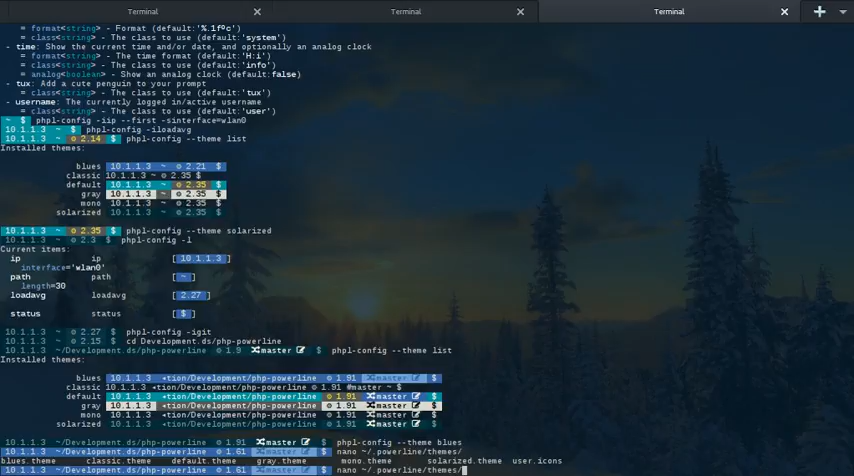 Terminal Terminal Terminal
= format<string> - Format (default:'%.1f°c')
= class<string> - The class to use (default:'system')
- time: Show the current time and/or date, and optionally an analog clock
= format<string> - The time format (default:'H:i')
= class<string> - The class to use (default:'info')
= analog<boolean> - Show an analog clock (default:false)
- tux: Add a cute penguin to your prompt
= class<string> - The class to use (default:'tux')
- username: The currently logged in/active username
= class<string> - The class to use (default:'user')
~ $ phpl-config -iip --first -sinterface=wlan0
10.1.1.3 ~ $ phpl-config -iloadavg
10.1.1.3 ~ 2.14 $ phpl-config --theme list
Installed themes:
blues 10.1.1.3 ~ 2.21 $
classic 10.1.1.3 ~ 2.35 $
default 10.1.1.3 ~ 2.35 $
gray 10.1.1.3 ~ 2.35 $
mono 10.1.1.3 ~ 2.35 $
solarized 10.1.1.3 ~ 2.35 $
10.1.1.3 ~ 2.35 $ phpl-config --theme solarized
10.1.1.3 ~ 2.3 $ phpl-config -l
Current items:
ip ip [ 10.1.1.3 ]
interface='wlan0'
path path [ ~ ]
length=30
loadavg loadavg [ 2.27 ]
status status [ $ ]
10.1.1.3 ~ 2.27 $ phpl-config -igit
10.1.1.3 ~ 2.15 $ cd Development.ds/php-powerline
10.1.1.3 ~/Development.ds/php-powerline 1.9 master $ phpl-config --theme list
Installed themes:
blues 10.1.1.3 ◂tion/Development/php-powerline 1.91 master $
classic 10.1.1.3 ◂tion/Development/php-powerline 1.91 #master ~ $
default 10.1.1.3 ◂tion/Development/php-powerline 1.91 master $
gray 10.1.1.3 ◂tion/Development/php-powerline 1.91 master $
mono 10.1.1.3 ◂tion/Development/php-powerline 1.91 master $
solarized 10.1.1.3 ◂tion/Development/php-powerline 1.91 master $
10.1.1.3 ~/Development.ds/php-powerline 1.91 master $ phpl-config --theme blues
10.1.1.3 ~/Development.ds/php-powerline 1.61 master $ nano ~/.powerline/themes/
blues.theme classic.theme default.theme gray.theme mono.theme solarized.theme user.icons
10.1.1.3 ~/Development.ds/php-powerline 1.61 master $ nano ~/.powerline/themes/